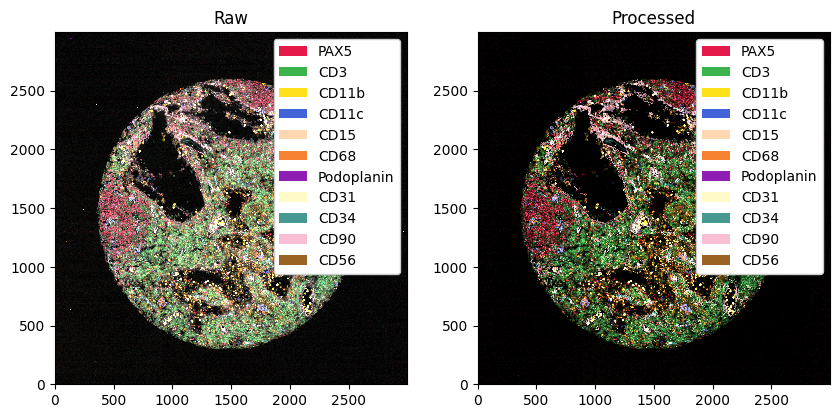 Raw
PAX5
CD3
CD11b
CD11c
CD15
CD68
Podoplanin
CD31
CD34
CD90
CD56
2500
2000
1500
1000
500
0
0
500
1000
1500
2000
2500
Processed
PAX5
CD3
CD11b
CD11c
CD15
CD68
Podoplanin
CD31
CD34
CD90
CD56
2500
2000
1500
1000
500
0
0
500
1000
1500
2000
2500